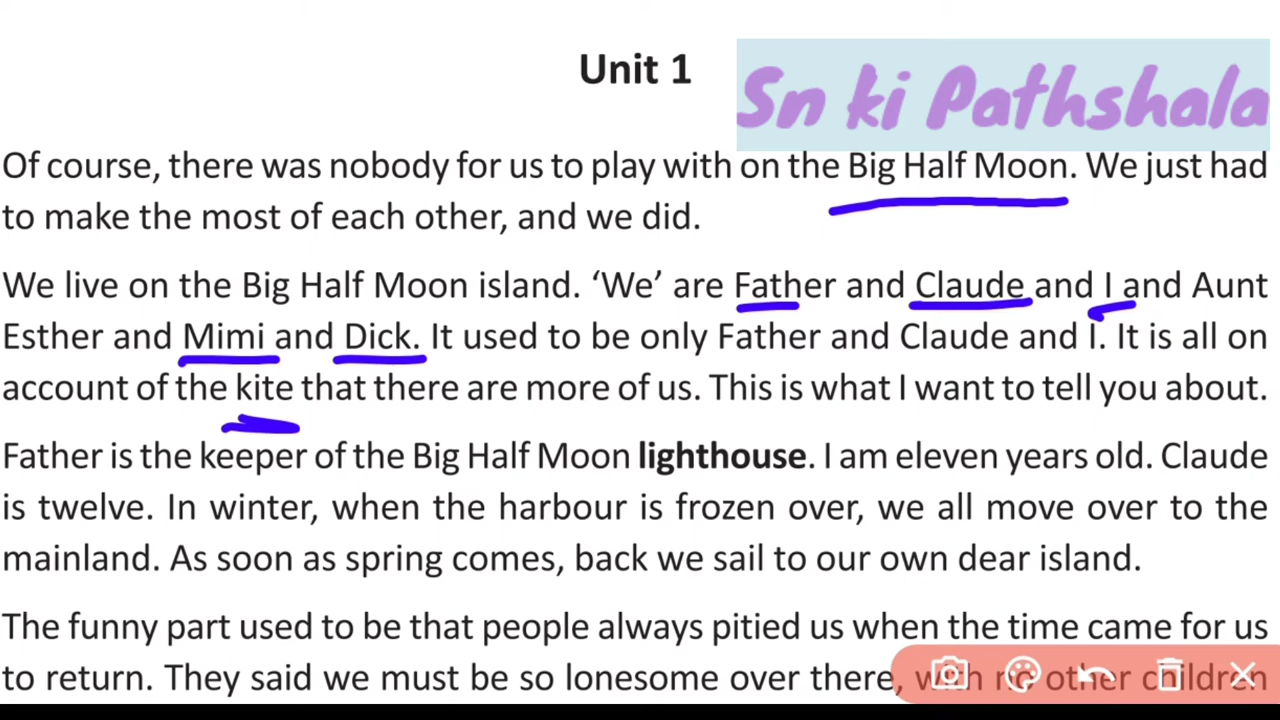 Unit 1
Sn ki Pathshala
Of course, there was nobody for us to play with on the Big Half Moon. We just had
to make the most of each other, and we did.
We live on the Big Half Moon island. ‘We’ are Father and Claude and I and Aunt
Esther and Mimi and Dick. It used to be only Father and Claude and I. It is all on
account of the kite that there are more of us. This is what I want to tell you about.
Father is the keeper of the Big Half Moon lighthouse. I am eleven years old. Claude
is twelve. In winter, when the harbour is frozen over, we all move over to the
mainland. As soon as spring comes, back we sail to our own dear island.
The funny part used to be that people always pitied us when the time came for us
to return. They said we must be so lonesome over there, with no other children